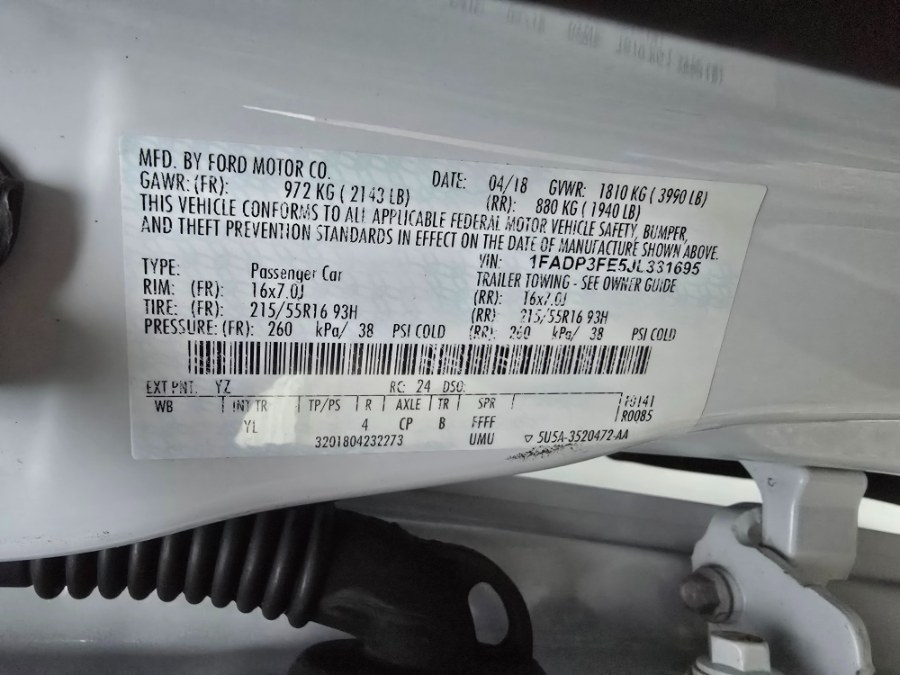 MFD. BY FORD MOTOR CO.
DATE: 04/18 GVWR: 1810 KG ( 3990 LB)
GAWR: (FR): 972 KG ( 2143 LB) (RR): 880 KG ( 1940 LB)
THIS VEHICLE CONFORMS TO ALL APPLICABLE FEDERAL MOTOR VEHICLE SAFETY, BUMPER,
AND THEFT PREVENTION STANDARDS IN EFFECT ON THE DATE OF MANUFACTURE SHOWN ABOVE.
VIN: 1FADP3FE5JL331695
TYPE: Passenger Car TRAILER TOWING - SEE OWNER GUIDE
RIM: (FR): 16x7.0J (RR): 16x7.0J
TIRE: (FR): 215/55R16 93H (RR) 215/55R16 93H
PRESSURE: (FR): 260 kPa/ 38 PSI COLD (RR): 260 kPa/ 38 PSI COLD
EXT PNT: YZ RC: 24 DSO:
WB INT TR TP/PS R AXLE TR SPR
YL 4 CP B FFFF R0085
3201804232273 UMU ▽ 5U5A-3520472-AA